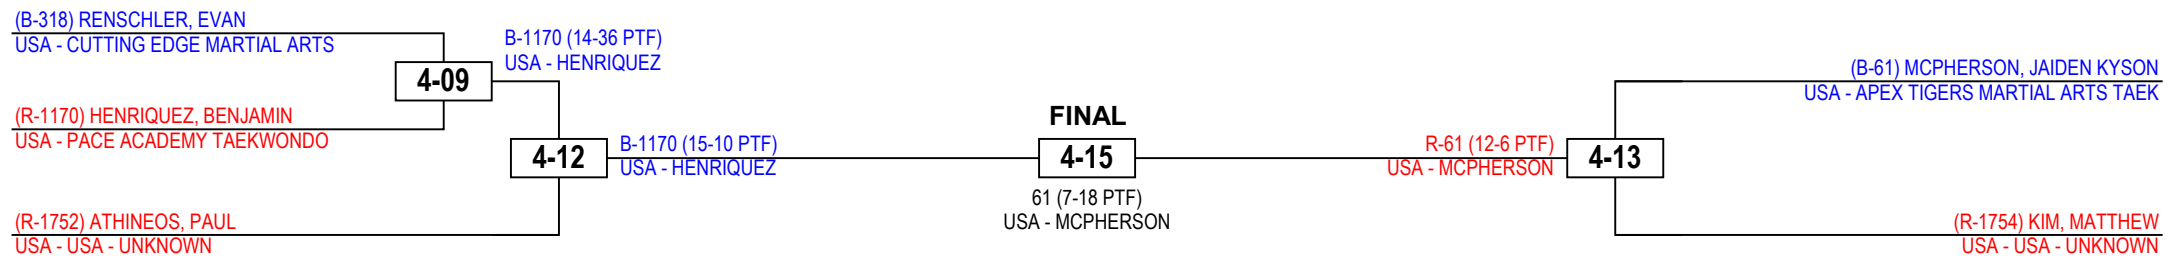 (B-318) RENSCHLER, EVAN
USA - CUTTING EDGE MARTIAL ARTS
B-1170 (14-36 PTF)
USA - HENRIQUEZ
4-09
(R-1170) HENRIQUEZ, BENJAMIN
USA - PACE ACADEMY TAEKWONDO
4-12
B-1170 (15-10 PTF)
USA - HENRIQUEZ
(R-1752) ATHINEOS, PAUL
USA - USA - UNKNOWN
FINAL
4-15
61 (7-18 PTF)
USA - MCPHERSON
(B-61) MCPHERSON, JAIDEN KYSON
USA - APEX TIGERS MARTIAL ARTS TAEK
R-61 (12-6 PTF)
USA - MCPHERSON
4-13
(R-1754) KIM, MATTHEW
USA - USA - UNKNOWN